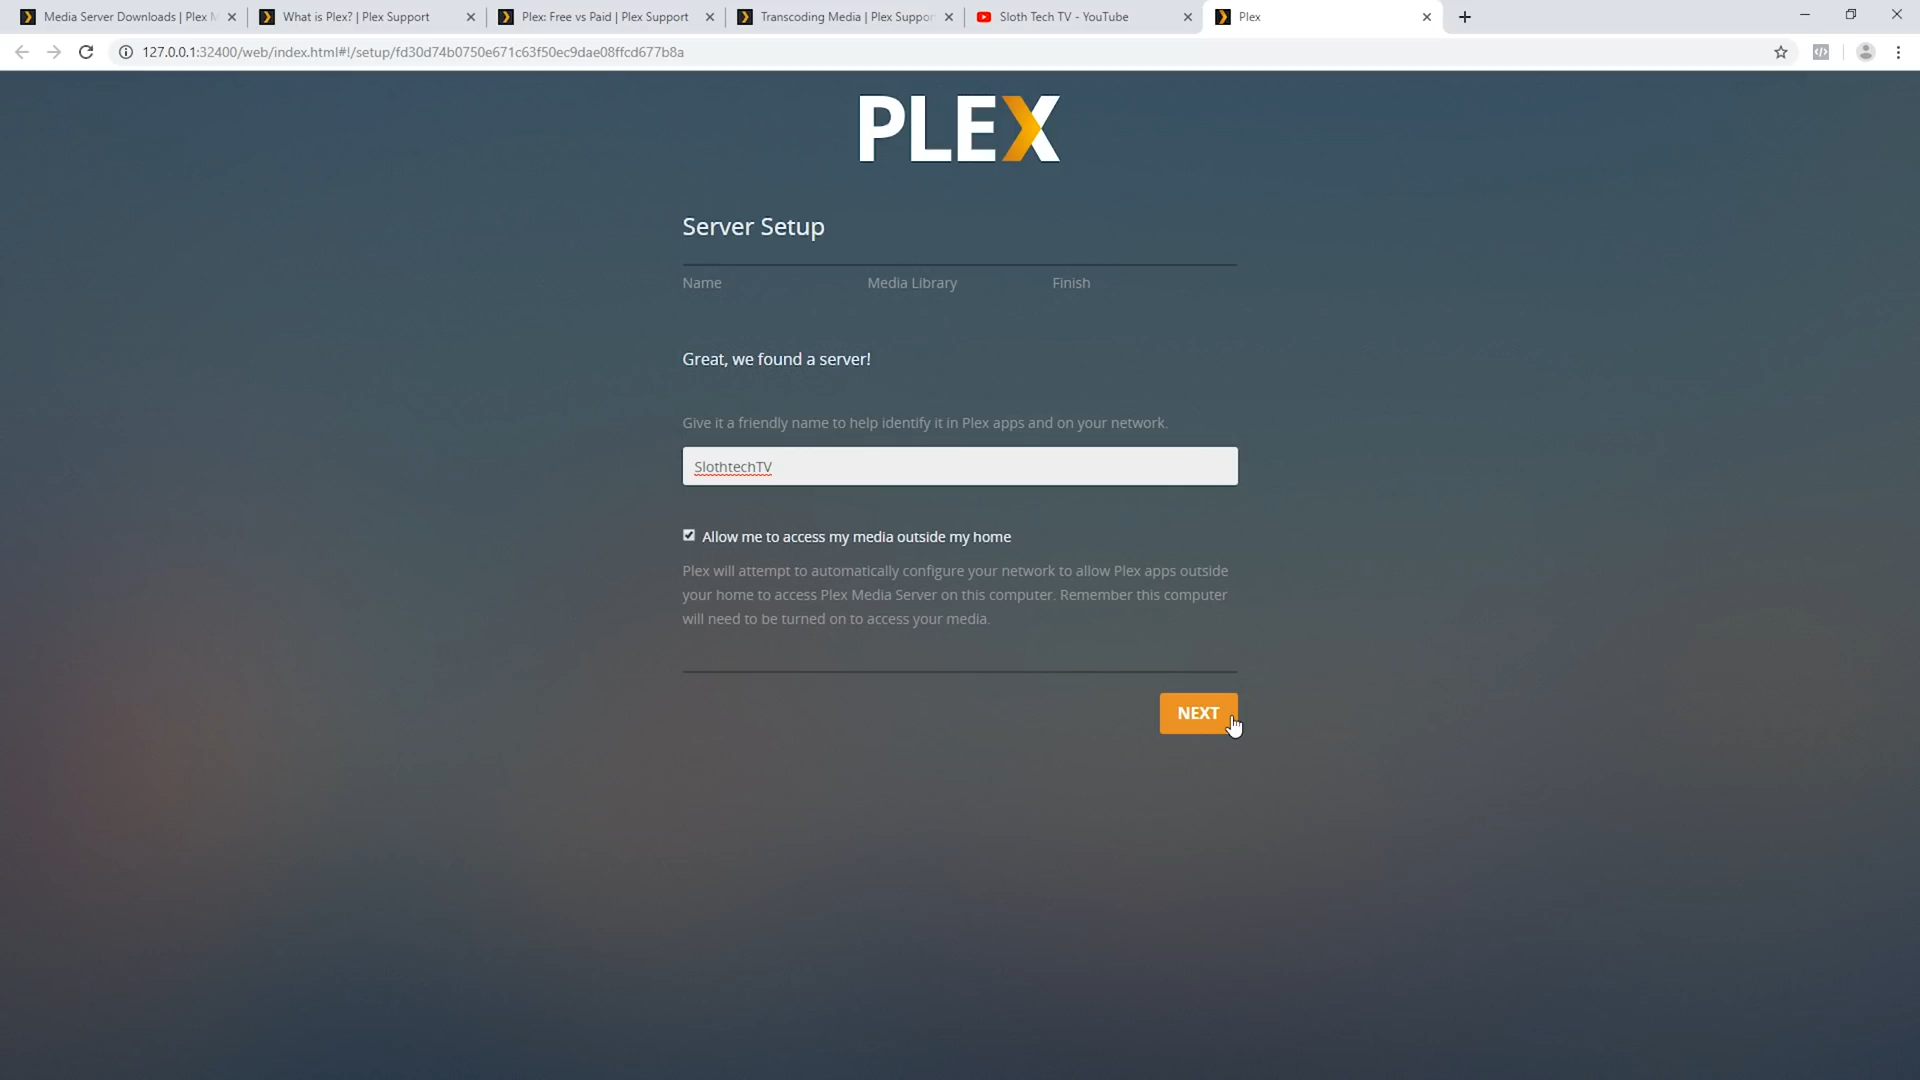 Media Server Downloads | Plex M
What is Plex? | Plex Support
Plex: Free vs Paid | Plex Support
Transcoding Media | Plex Suppor
Sloth Tech TV - YouTube
Plex
127.0.0.1:32400/web/index.html#!/setup/fd30d74b0750e671c63f50ec9dae08ffcd677b8a
PLEX
Server Setup
Name
Media Library
Finish
Great, we found a server!
Give it a friendly name to help identify it in Plex apps and on your network.
SlothtechTV
Allow me to access my media outside my home
Plex will attempt to automatically configure your network to allow Plex apps outside
your home to access Plex Media Server on this computer. Remember this computer
will need to be turned on to access your media.
NEXT